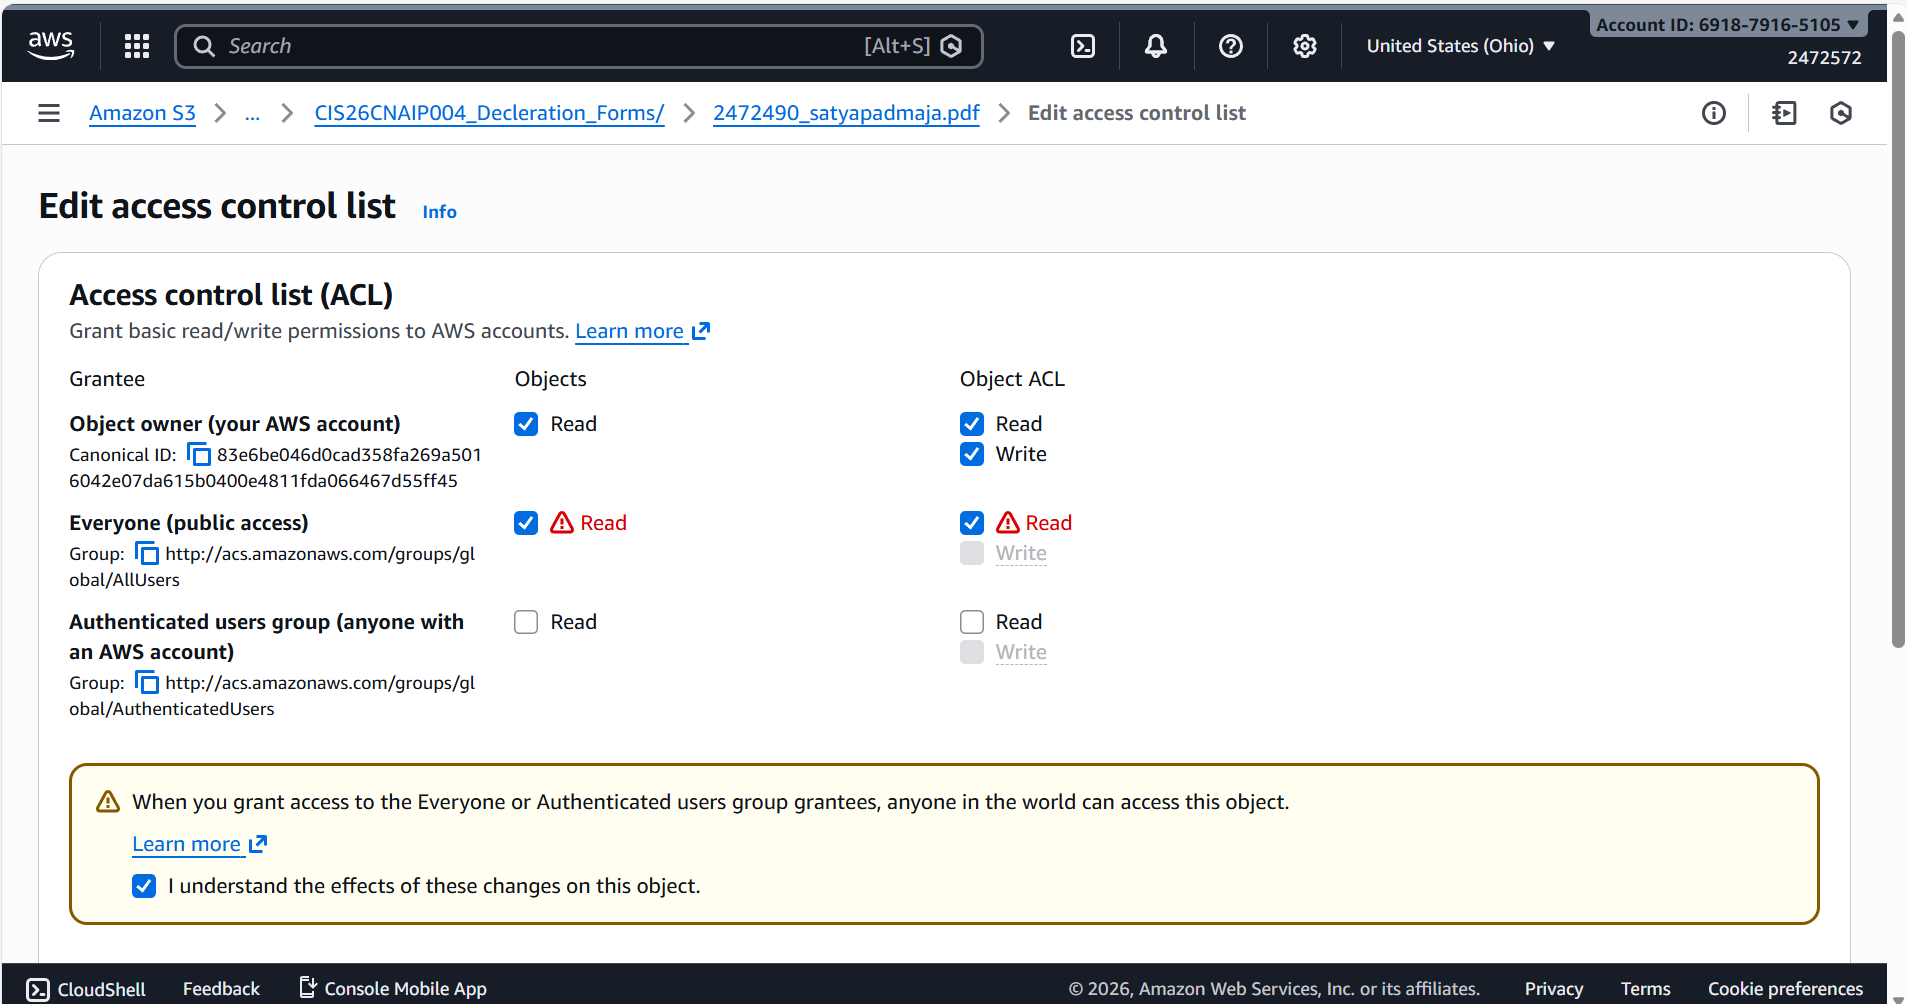 aws
Search
[Alt+S]
United States (Ohio)
Account ID: 6918-7916-5105
2472572
Amazon S3
...
CIS26CNAIP004_Decleration_Forms/
2472490_satyapadmaja.pdf
Edit access control list
Edit access control list
Info
Access control list (ACL)
Grant basic read/write permissions to AWS accounts. Learn more
Grantee
Objects
Object ACL
Object owner (your AWS account)
Read
Read
Canonical ID: 83e6be046d0cad358fa269a501
Write
6042e07da615b0400e4811fda066467d55ff45
Everyone (public access)
Read
Read
Group: http://acs.amazonaws.com/groups/gl
Write
obal/AllUsers
Authenticated users group (anyone with
Read
Read
an AWS account)
Write
Group: http://acs.amazonaws.com/groups/gl
obal/AuthenticatedUsers
When you grant access to the Everyone or Authenticated users group grantees, anyone in the world can access this object.
Learn more
I understand the effects of these changes on this object.
CloudShell
Feedback
Console Mobile App
© 2026, Amazon Web Services, Inc. or its affiliates.
Privacy
Terms
Cookie preferences